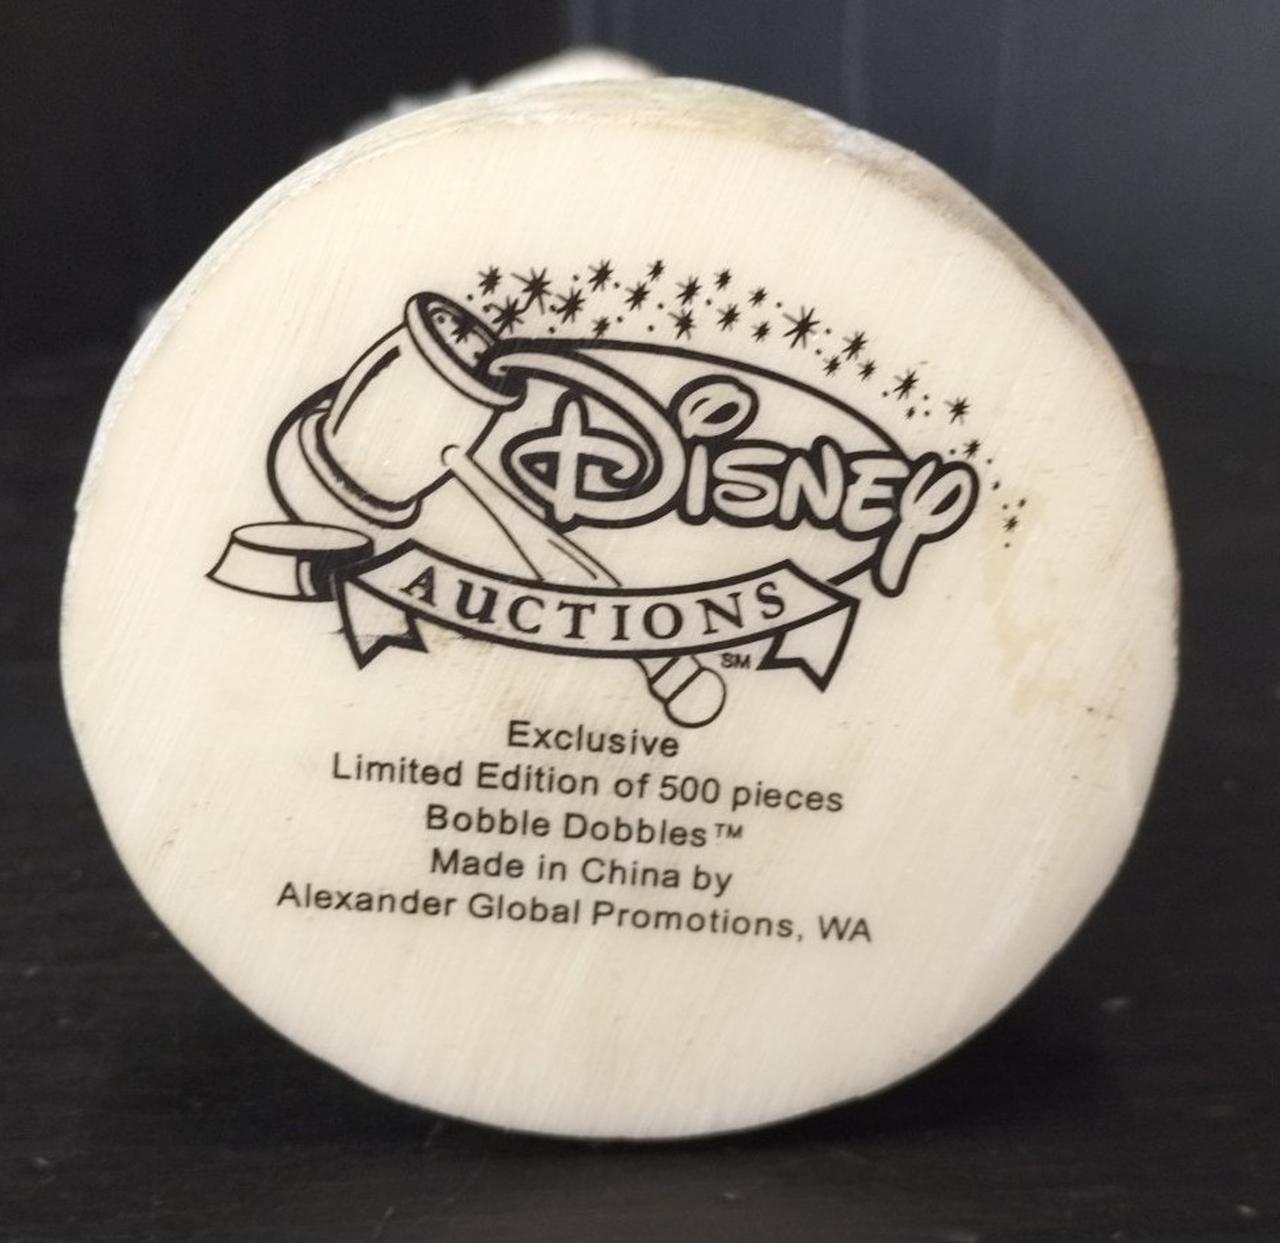 Disney
AUCTIONS
SM
Exclusive
Limited Edition of 500 pieces
Bobble Dobbles™
Made in China by
Alexander Global Promotions, WA